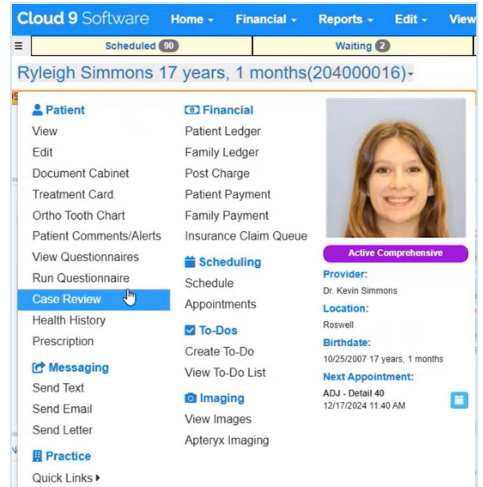 Cloud 9 Software Home Financial Reports Edit View
Scheduled 90 Waiting 2
Ryleigh Simmons 17 years, 1 months(204000016)
Patient
View
Edit
Document Cabinet
Treatment Card
Ortho Tooth Chart
Patient Comments/Alerts
View Questionnaires
Run Questionnaire
Case Review
Health History
Prescription
Messaging
Send Text
Send Email
Send Letter
Practice
Quick Links
Financial
Patient Ledger
Family Ledger
Post Charge
Patient Payment
Family Payment
Insurance Claim Queue
Scheduling
Schedule
Appointments
To-Dos
Create To-Do
View To-Do List
Imaging
View Images
Apteryx Imaging
Active Comprehensive
Provider:
Dr. Kevin Simmons
Location:
Roswell
Birthdate:
10/25/2007 17 years, 1 months
Next Appointment:
ADJ - Detail 40
12/17/2024 11:40 AM